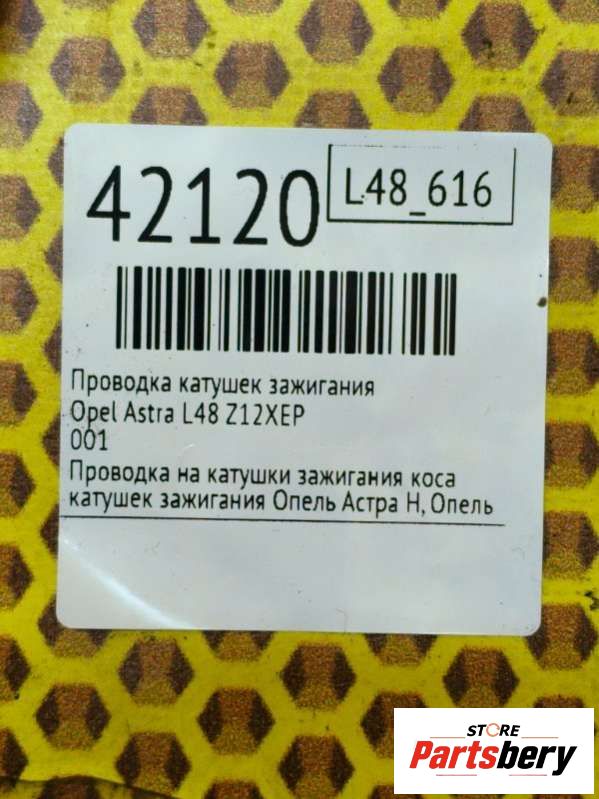 42120
L48_616
Проводка катушек зажигания
Opel Astra L48 Z12XEP
001
Проводка на катушки зажигания коса
катушек зажигания Опель Астра Н, Опель
STORE
Partsbery